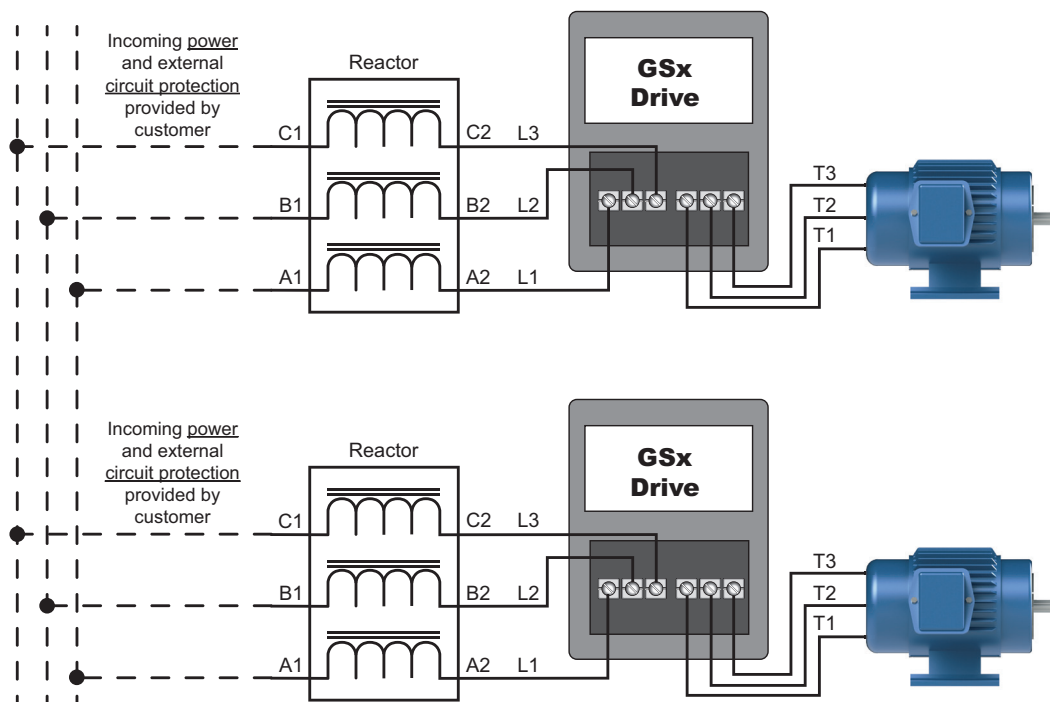 Incoming power
and external
circuit protection
provided by
customer
Reactor
GSx
Drive
C1
C2 L3
B1
B2 L2
A1
A2 L1
T3
T2
T1
Incoming power
and external
circuit protection
provided by
customer
Reactor
GSx
Drive
C1
C2 L3
B1
B2 L2
A1
A2 L1
T3
T2
T1